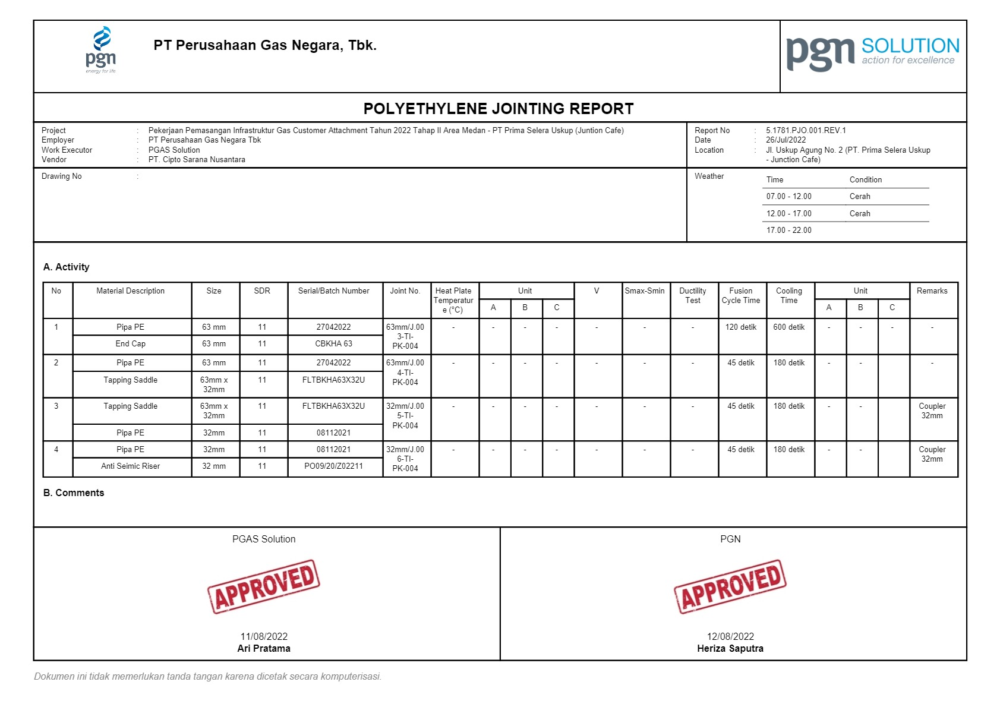 pgn
energy for life
PT Perusahaan Gas Negara, Tbk.
pgn SOLUTION
action for excellence
POLYETHYLENE JOINTING REPORT
Project : Pekerjaan Pemasangan Infrastruktur Gas Customer Attachment Tahun 2022 Tahap II Area Medan - PT Prima Selera Uskup (Juntion Cafe)
Employer : PT Perusahaan Gas Negara Tbk
Work Executor : PGAS Solution
Vendor : PT. Cipto Sarana Nusantara
Report No : 5.1781.PJO.001.REV.1
Date : 26/Jul/2022
Location : Jl. Uskup Agung No. 2 (PT. Prima Selera Uskup
- Junction Cafe)
Drawing No :
Weather
Time Condition
07.00 - 12.00 Cerah
12.00 - 17.00 Cerah
17.00 - 22.00
A. Activity
No Material Description Size SDR Serial/Batch Number Joint No. Heat Plate Temperatur e (°C) Unit V Smax-Smin Ductility Test Fusion Cycle Time Cooling Time Unit Remarks
A B C A B C
1 Pipa PE 63 mm 11 27042022 63mm/J.00 3-TI- PK-004 - - - - - - - 120 detik 600 detik - - - -
End Cap 63 mm 11 CBKHA 63
2 Pipa PE 63 mm 11 27042022 63mm/J.00 4-TI- PK-004 - - - - - - - 45 detik 180 detik - - -
Tapping Saddle 63mm x 32mm 11 FLTBKHA63X32U
3 Tapping Saddle 63mm x 32mm 11 FLTBKHA63X32U 32mm/J.00 5-TI- PK-004 - - - - - - - 45 detik 180 detik - - Coupler 32mm
Pipa PE 32mm 11 08112021
4 Pipa PE 32mm 11 08112021 32mm/J.00 6-TI- PK-004 - - - - - - - 45 detik 180 detik - - Coupler 32mm
Anti Seimic Riser 32 mm 11 PO09/20/Z02211
B. Comments
PGAS Solution
APPROVED
11/08/2022
Ari Pratama
PGN
APPROVED
12/08/2022
Heriza Saputra
Dokumen ini tidak memerlukan tanda tangan karena dicetak secara komputerisasi.